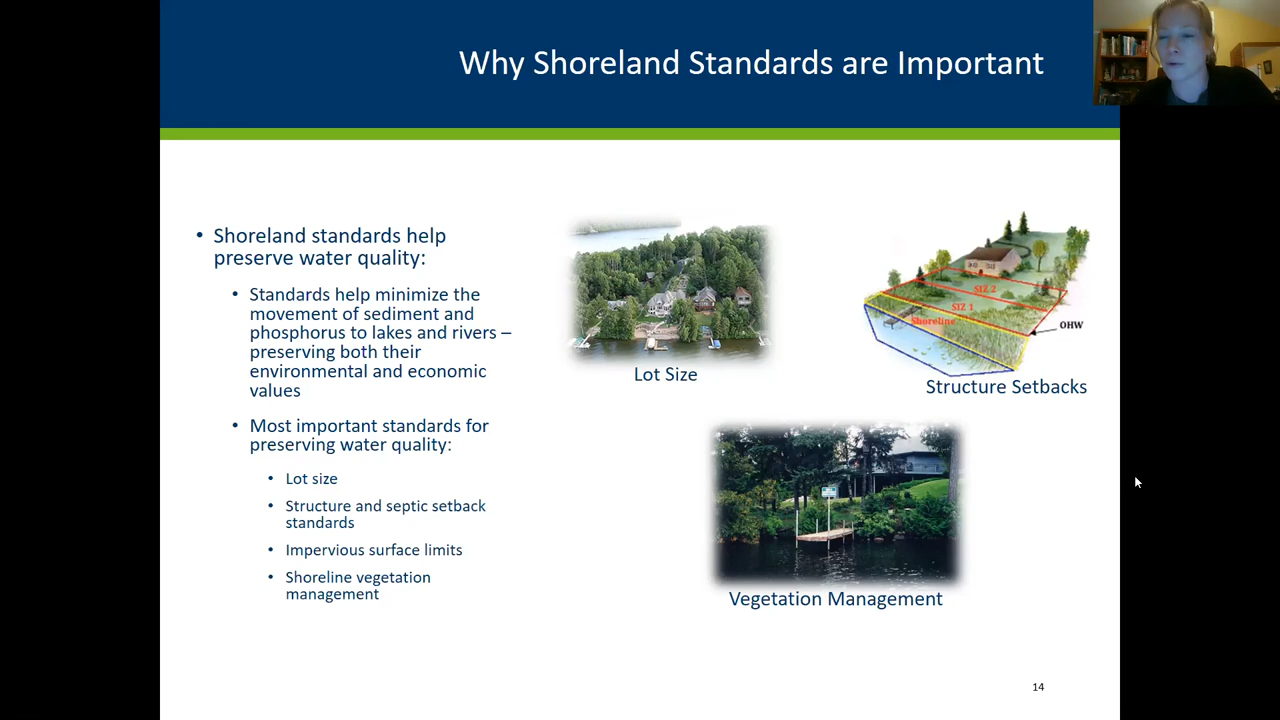 Why Shoreland Standards are Important
• Shoreland standards help
preserve water quality:
• Standards help minimize the
movement of sediment and
phosphorus to lakes and rivers –
preserving both their
environmental and economic
values
• Most important standards for
preserving water quality:
• Lot size
• Structure and septic setback
standards
• Impervious surface limits
• Shoreline vegetation
management
Lot Size
SIZ 2
SIZ 1
Shoreline
OHW
Structure Setbacks
Vegetation Management
14